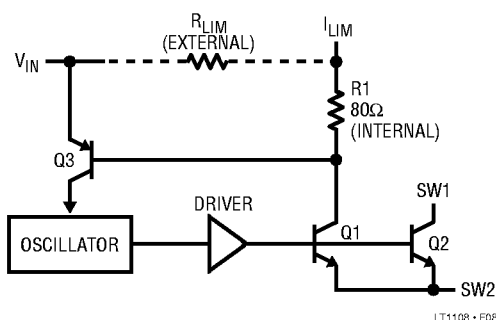 R_LIM
(EXTERNAL)
I_LIM
V_IN
R1
80Ω
(INTERNAL)
Q3
DRIVER
SW1
OSCILLATOR
Q1
Q2
SW2
LT1108 • F08